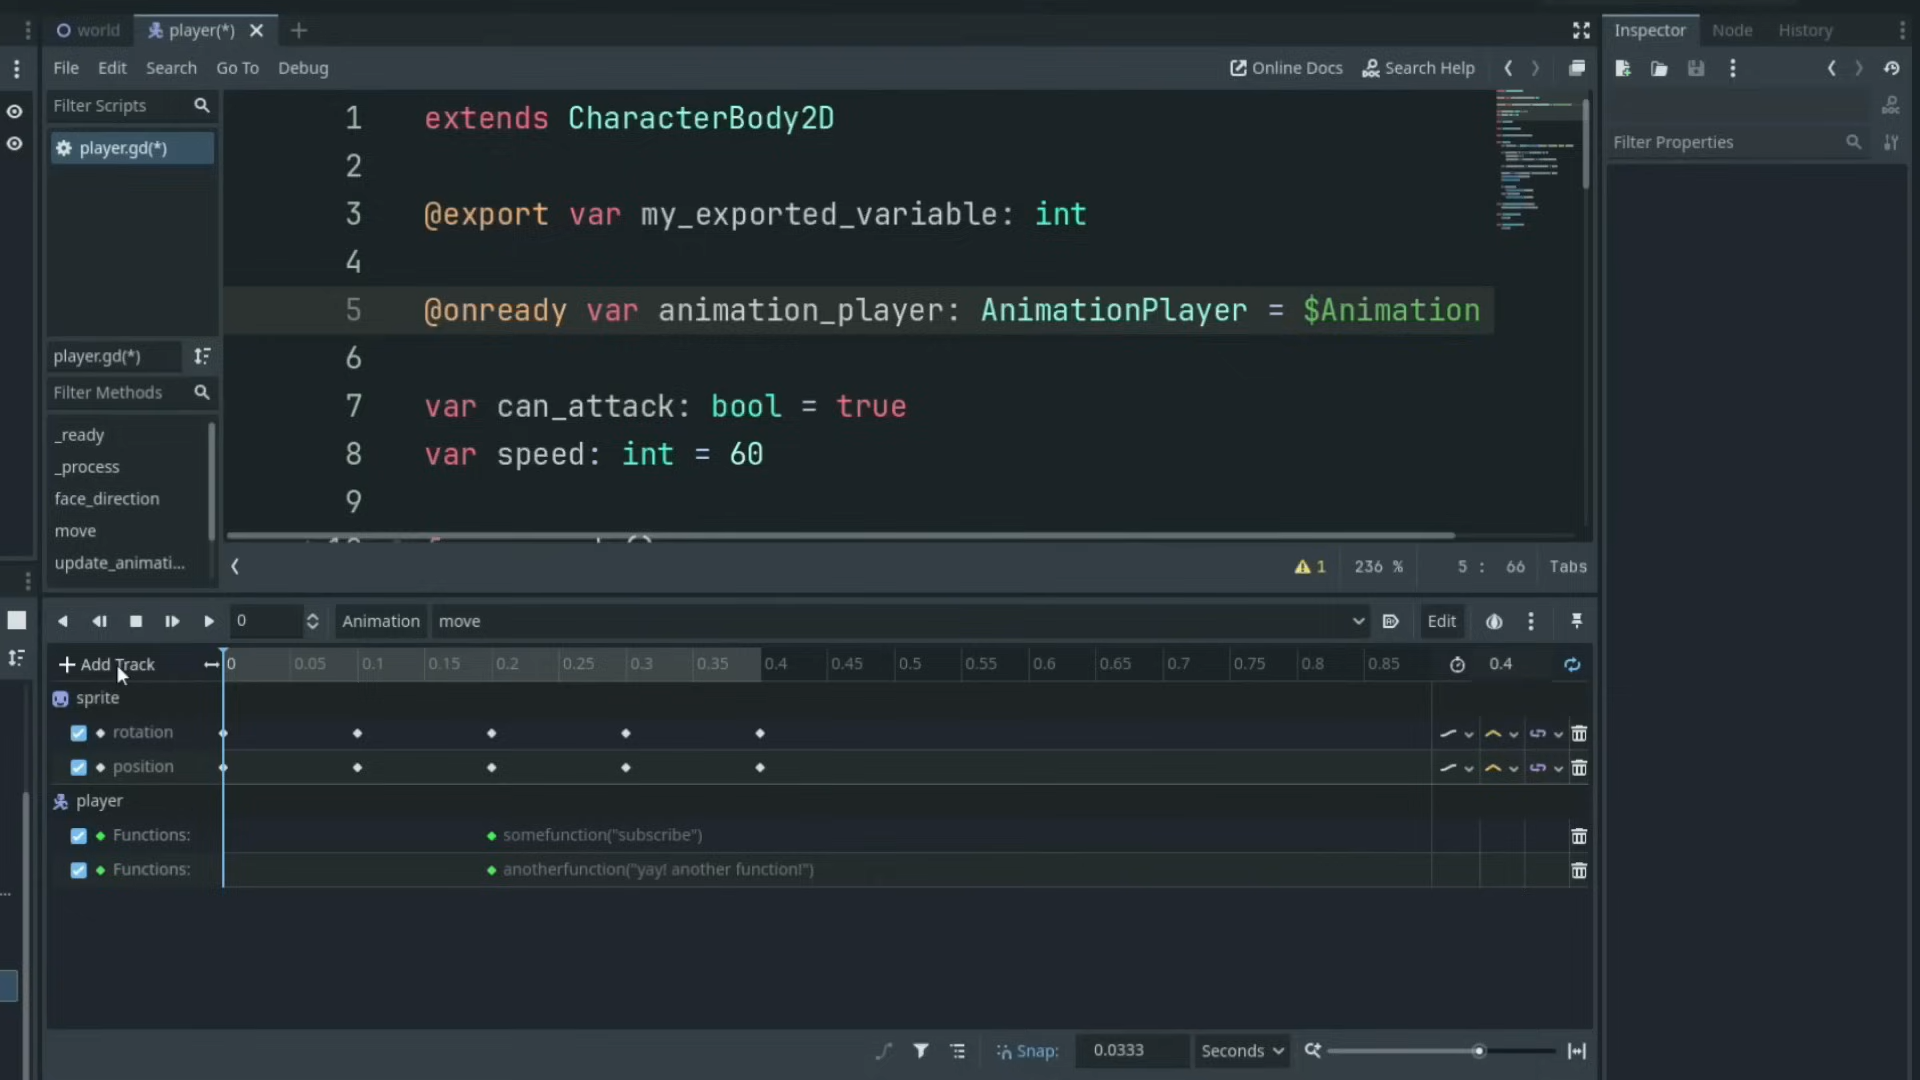 world player(*)
File Edit Search Go To Debug Online Docs Search Help
Filter Scripts
player.gd(*)
player.gd(*)
Filter Methods
_ready
_process
face_direction
move
update_animati...
1 extends CharacterBody2D
2
3 @export var my_exported_variable: int
4
5 @onready var animation_player: AnimationPlayer = $Animation
6
7 var can_attack: bool = true
8 var speed: int = 60
9
1 236 % 5 : 66 Tabs
Inspector Node History
Filter Properties
0 Animation move Edit
Add Track 0 0.05 0.1 0.15 0.2 0.25 0.3 0.35 0.4 0.45 0.5 0.55 0.6 0.65 0.7 0.75 0.8 0.85 0.4
sprite
rotation
position
player
Functions: somefunction("subscribe")
Functions: anotherfunction("yay! another function!")
Snap: 0.0333 Seconds